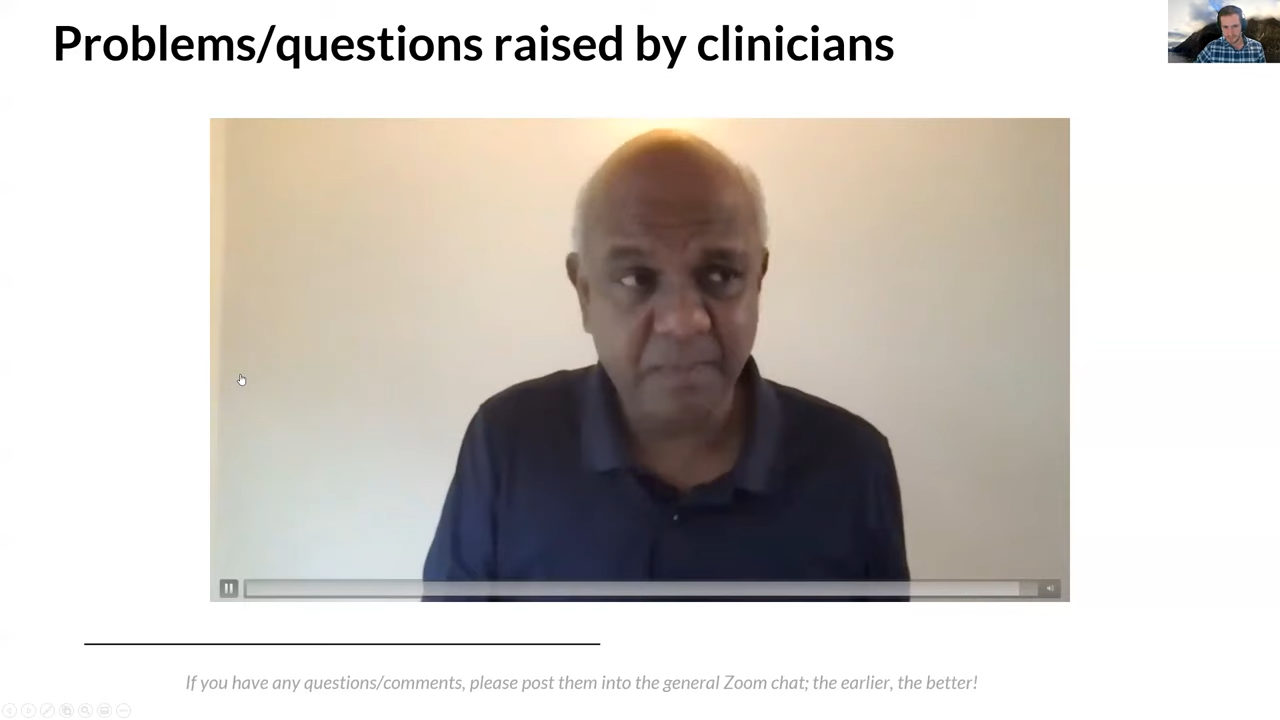 Problems/questions raised by clinicians
If you have any questions/comments, please post them into the general Zoom chat; the earlier, the better!